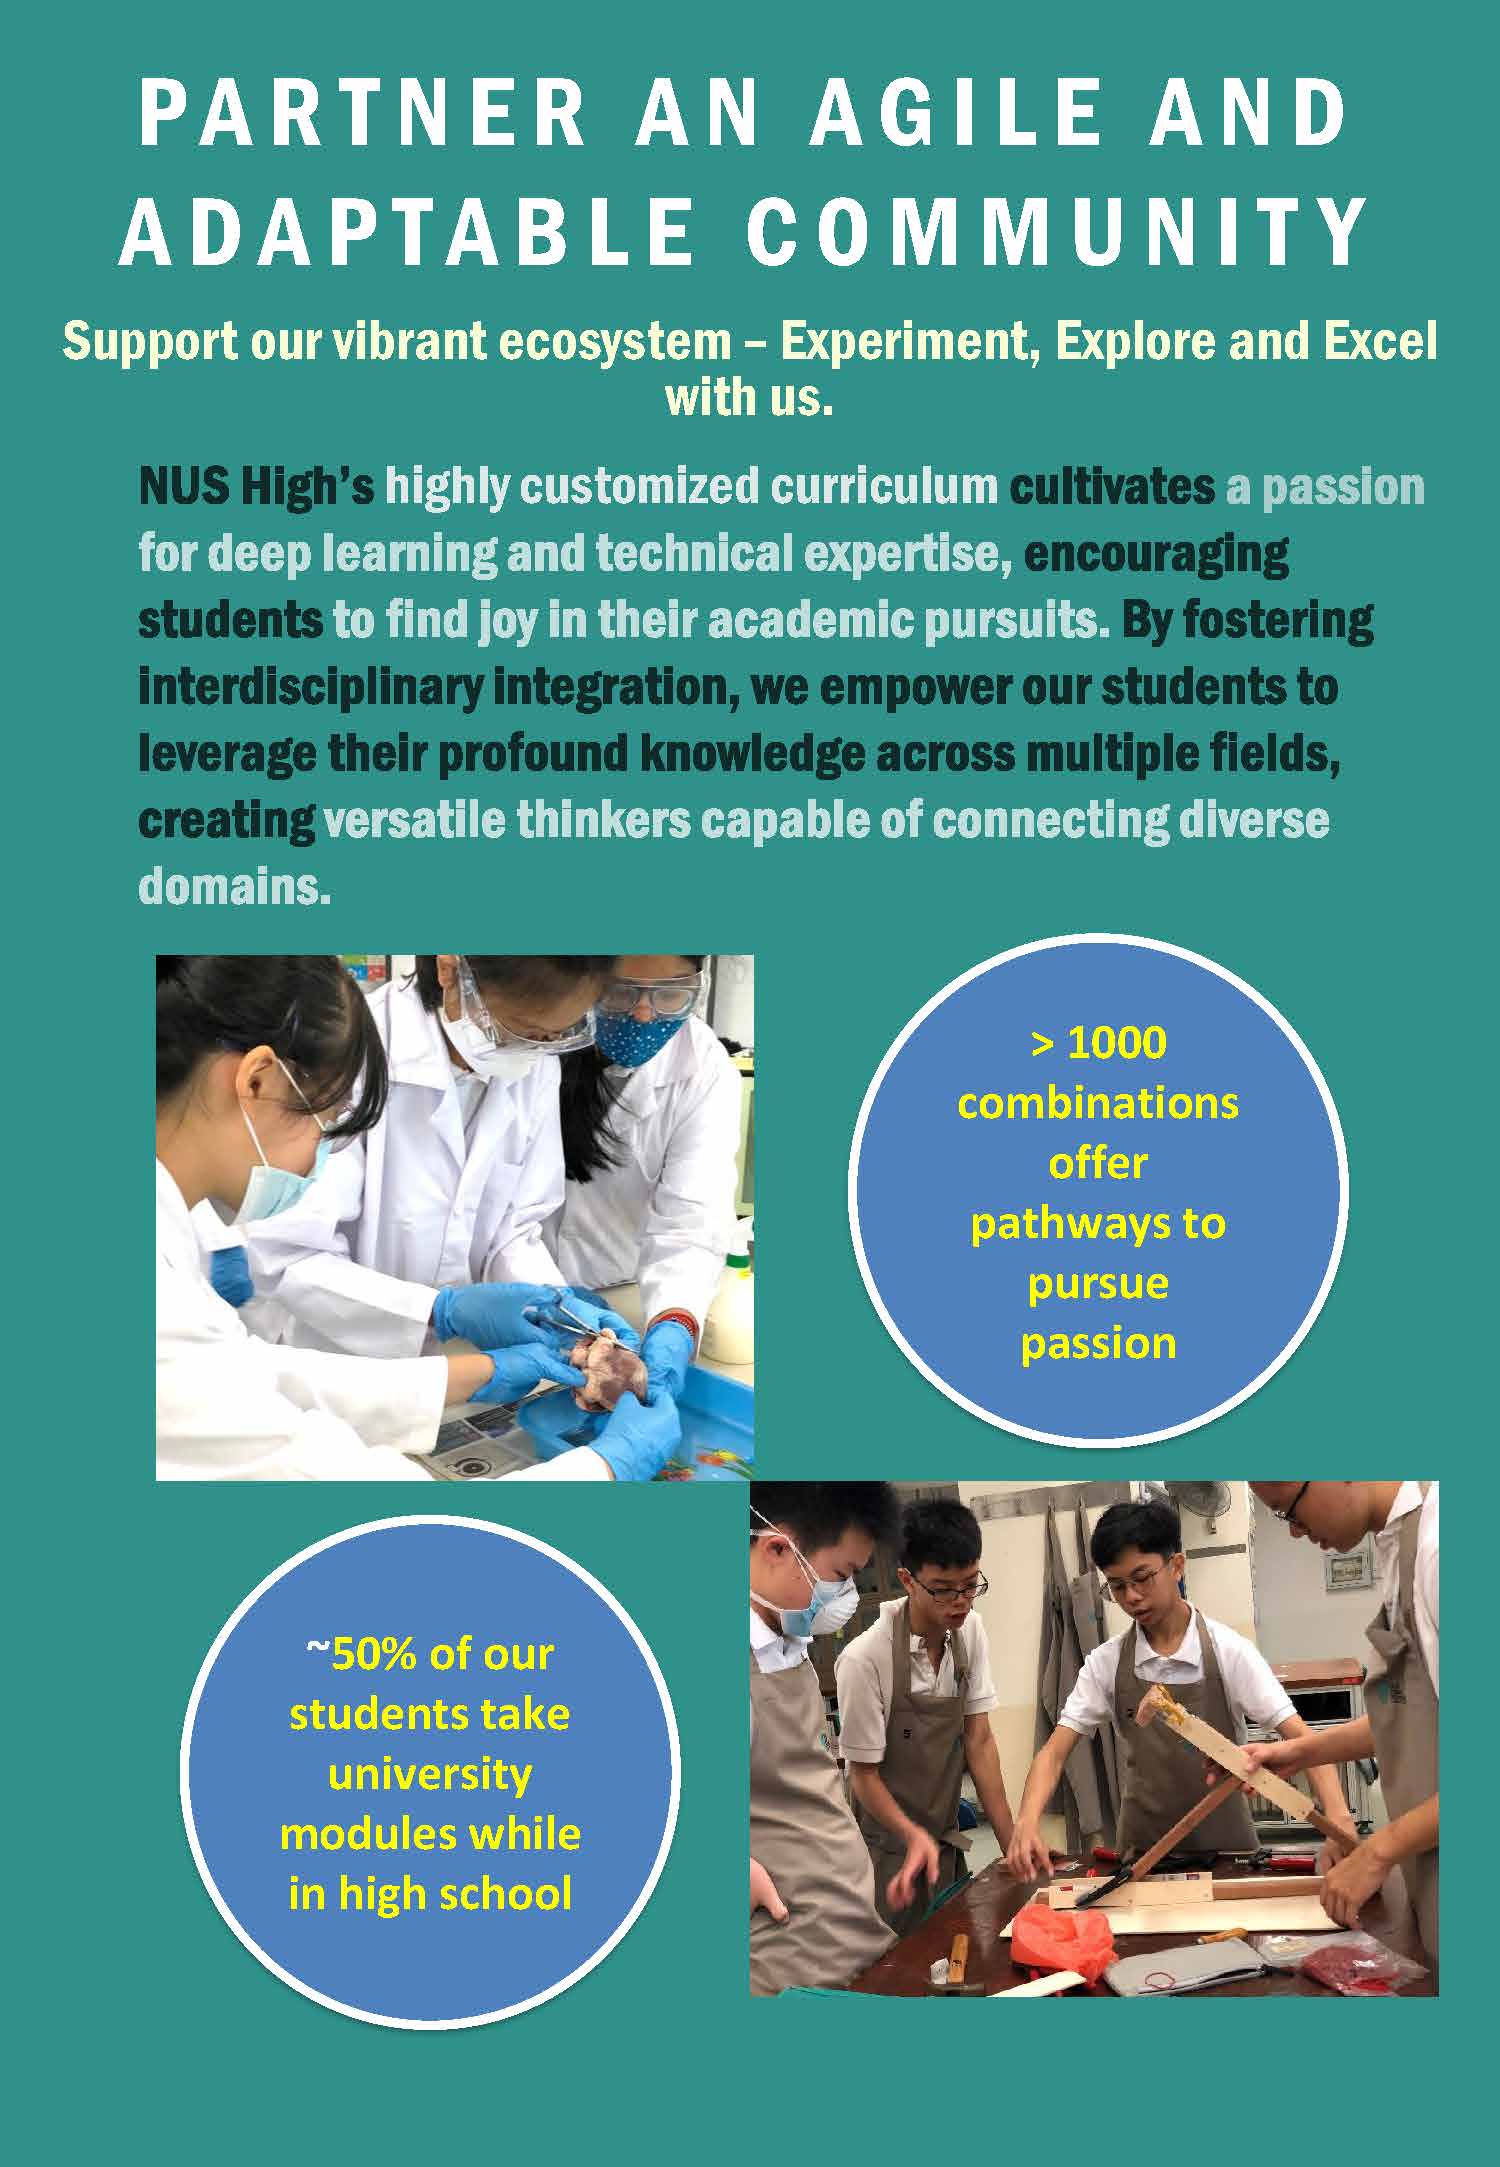 PARTNER AN AGILE AND
ADAPTABLE COMMUNITY
Support our vibrant ecosystem – Experiment, Explore and Excel
with us.
NUS High’s highly customized curriculum cultivates a passion
for deep learning and technical expertise, encouraging
students to find joy in their academic pursuits. By fostering
interdisciplinary integration, we empower our students to
leverage their profound knowledge across multiple fields,
creating versatile thinkers capable of connecting diverse
domains.
> 1000
combinations
offer
pathways to
pursue
passion
~50% of our
students take
university
modules while
in high school